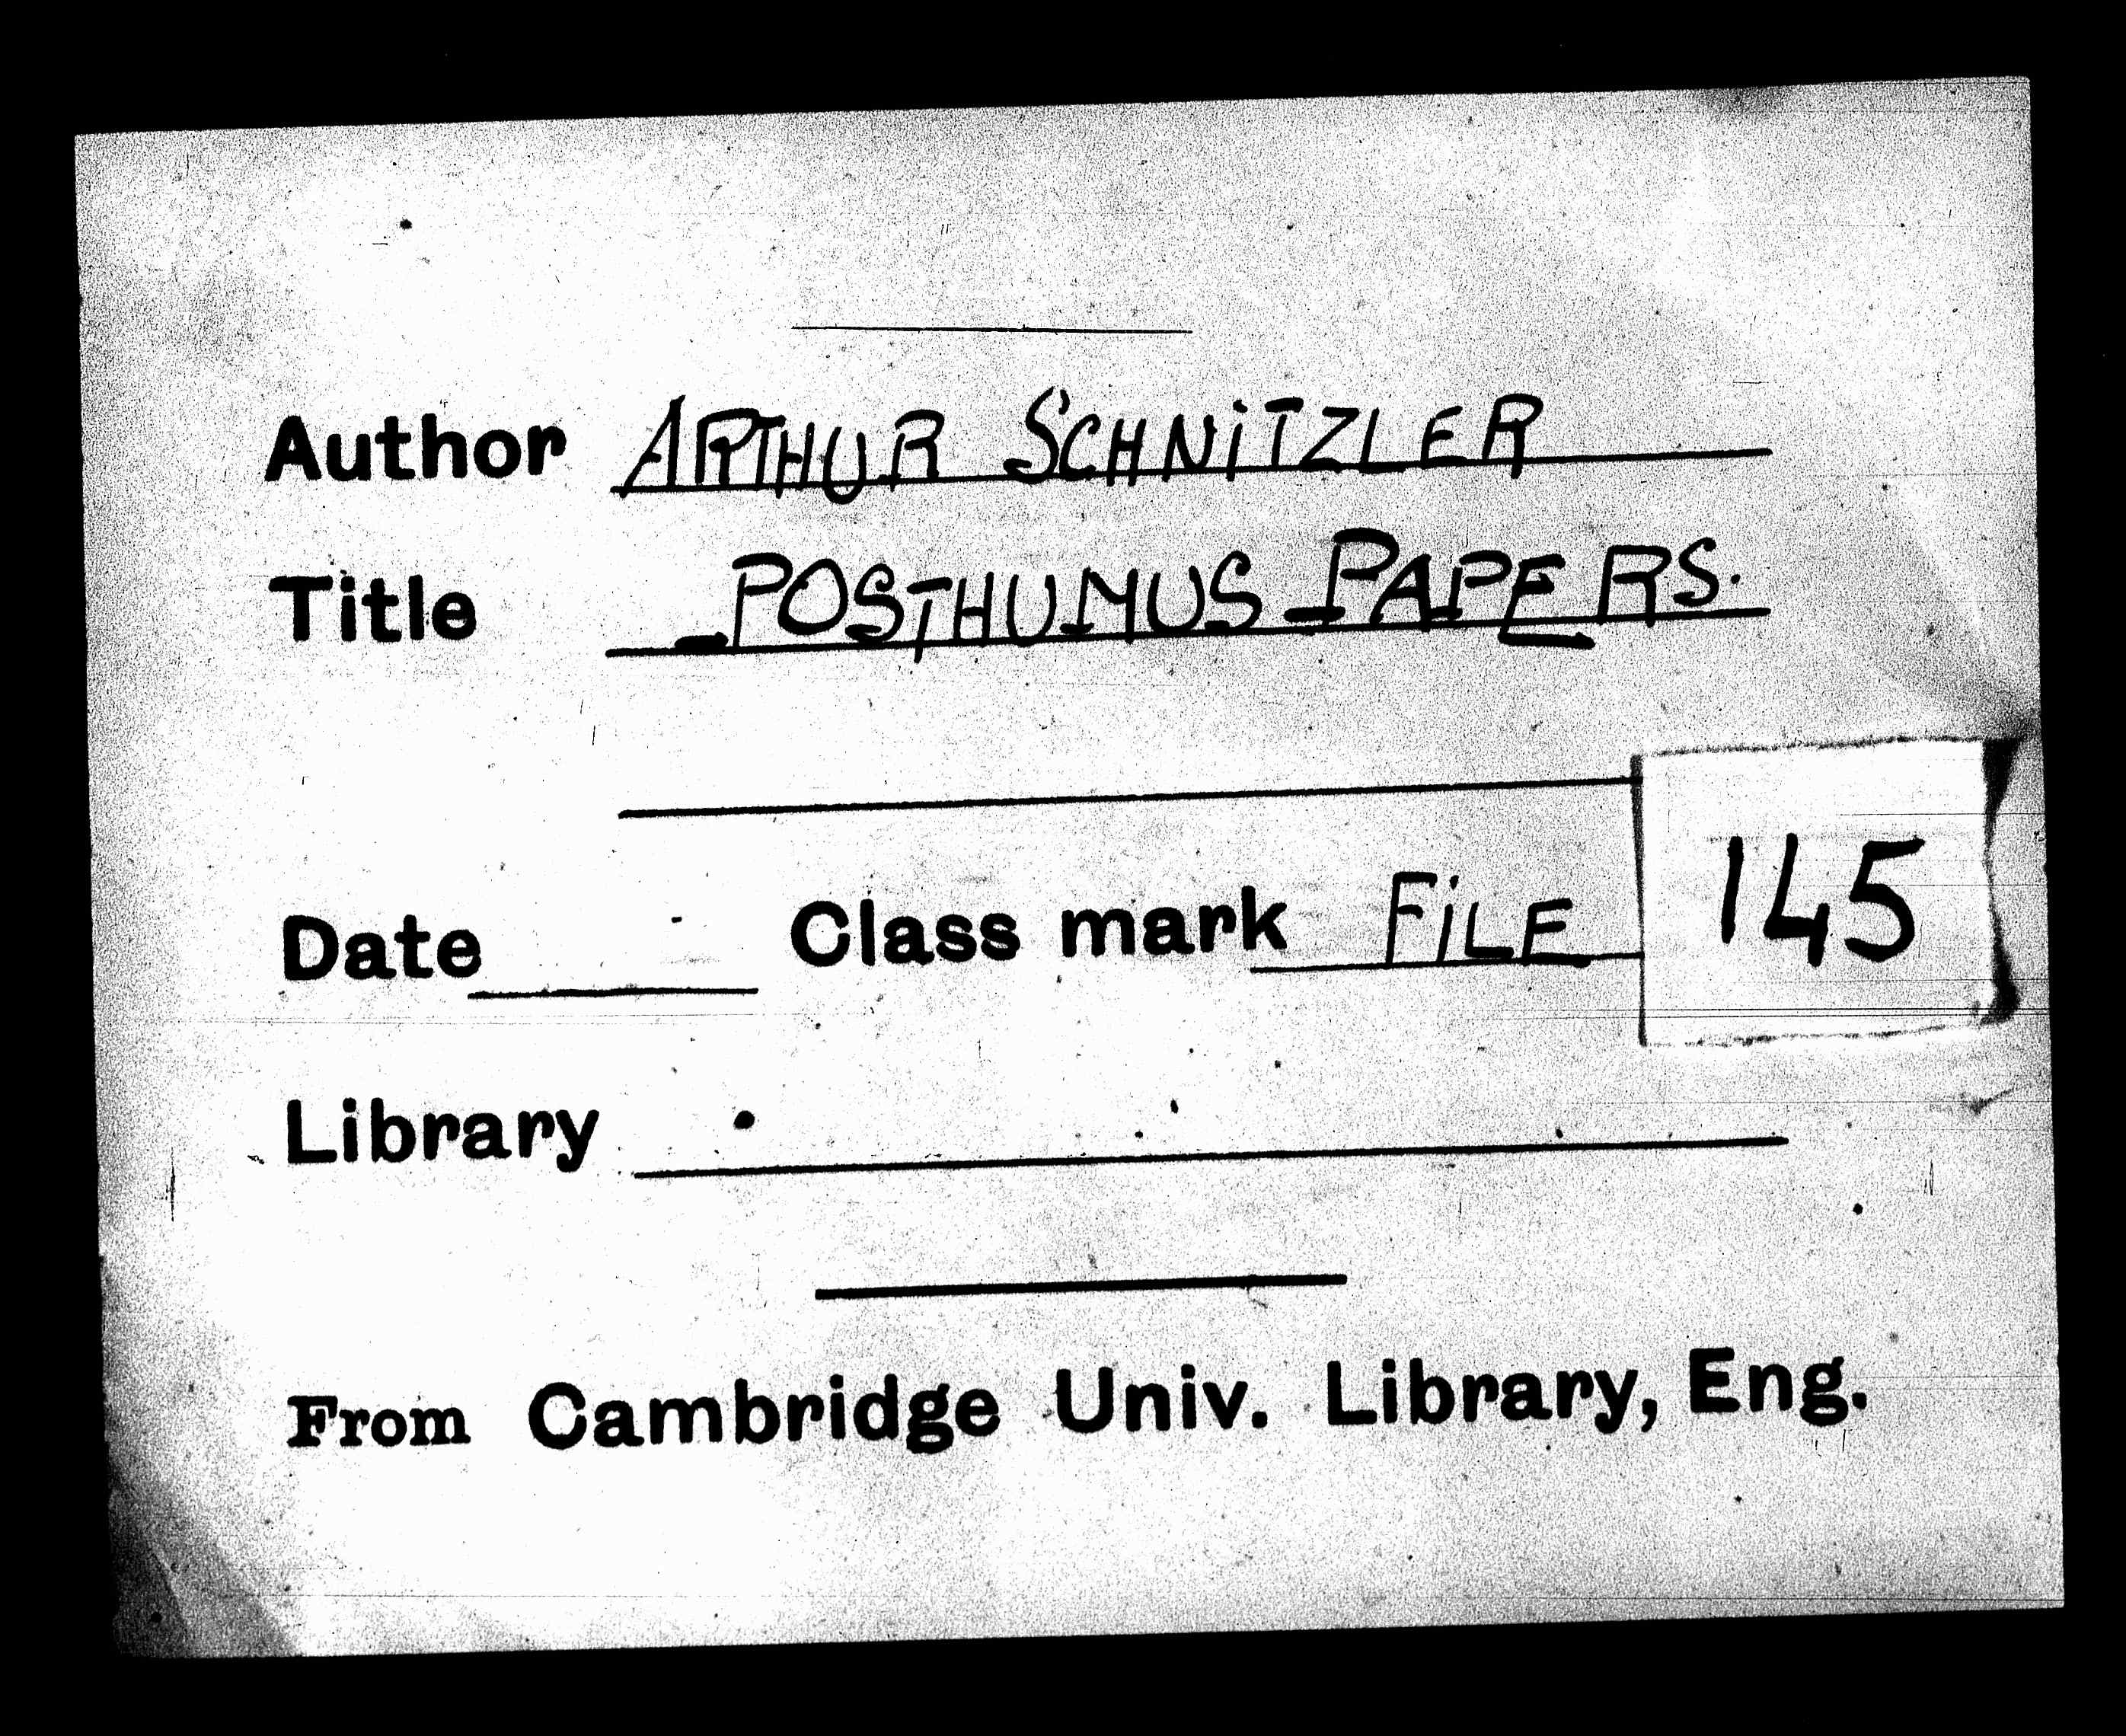 Author ARTHUR SCHNiTZLER
Title POSTHUMUS PAPERS.
Date Class mark FiLE 145
Library
From Cambridge Univ. Library, Eng.